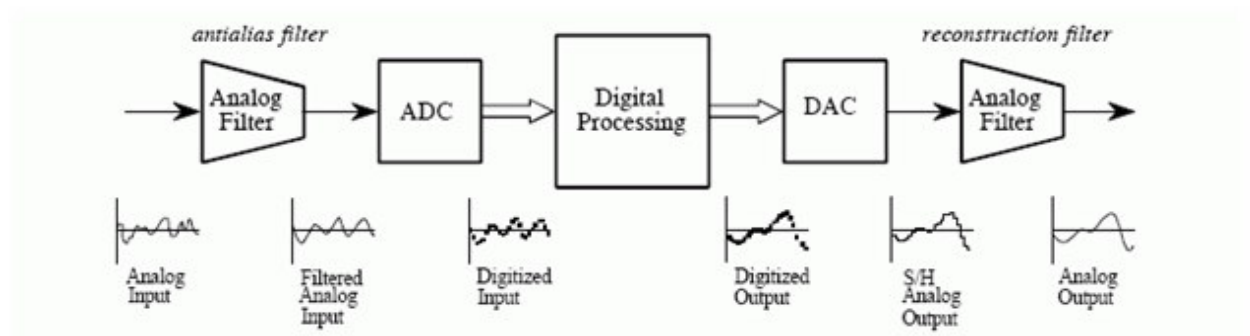 antialias filter
reconstruction filter
Analog
Filter
ADC
Digital
Processing
DAC
Analog
Filter
Analog
Input
Filtered
Analog
Input
Digitized
Input
Digitized
Output
S/H
Analog
Output
Analog
Output